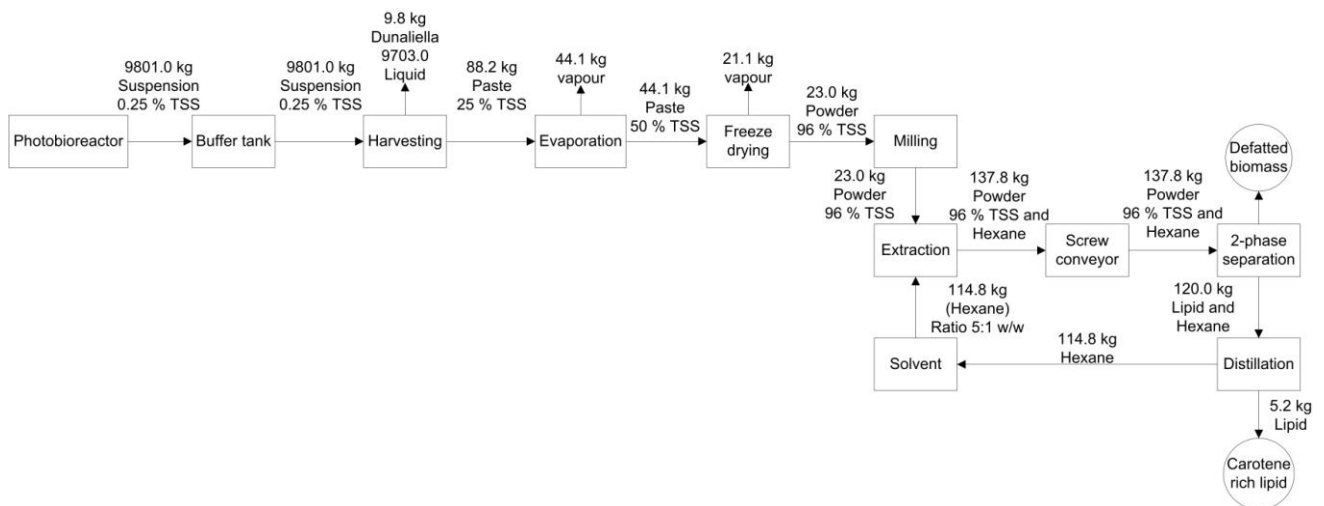 9801.0 kg
Suspension
0.25 % TSS
9801.0 kg
Suspension
0.25 % TSS
9.8 kg
Dunaliella
9703.0
Liquid
88.2 kg
Paste
25 % TSS
44.1 kg
vapour
44.1 kg
Paste
50 % TSS
21.1 kg
vapour
23.0 kg
Powder
96 % TSS
Photobioreactor
Buffer tank
Harvesting
Evaporation
Freeze
drying
Milling
Defatted
biomass
23.0 kg
Powder
96 % TSS
137.8 kg
Powder
96 % TSS and
Hexane
137.8 kg
Powder
96 % TSS and
Hexane
Extraction
Screw
conveyor
2-phase
separation
114.8 kg
(Hexane)
Ratio 5:1 w/w
120.0 kg
Lipid and
Hexane
Solvent
114.8 kg
Hexane
Distillation
5.2 kg
Lipid
Carotene
rich lipid